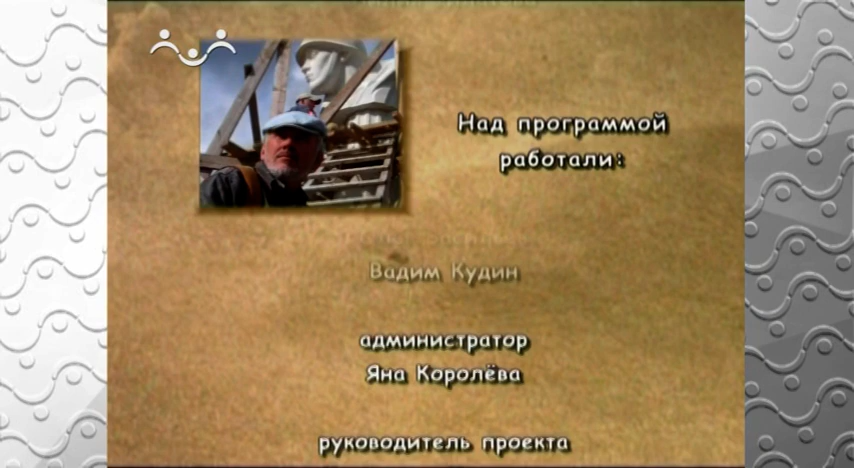 Над программой
работали:
Вадим Кудин
администратор
Яна Королёва
руководитель проекта